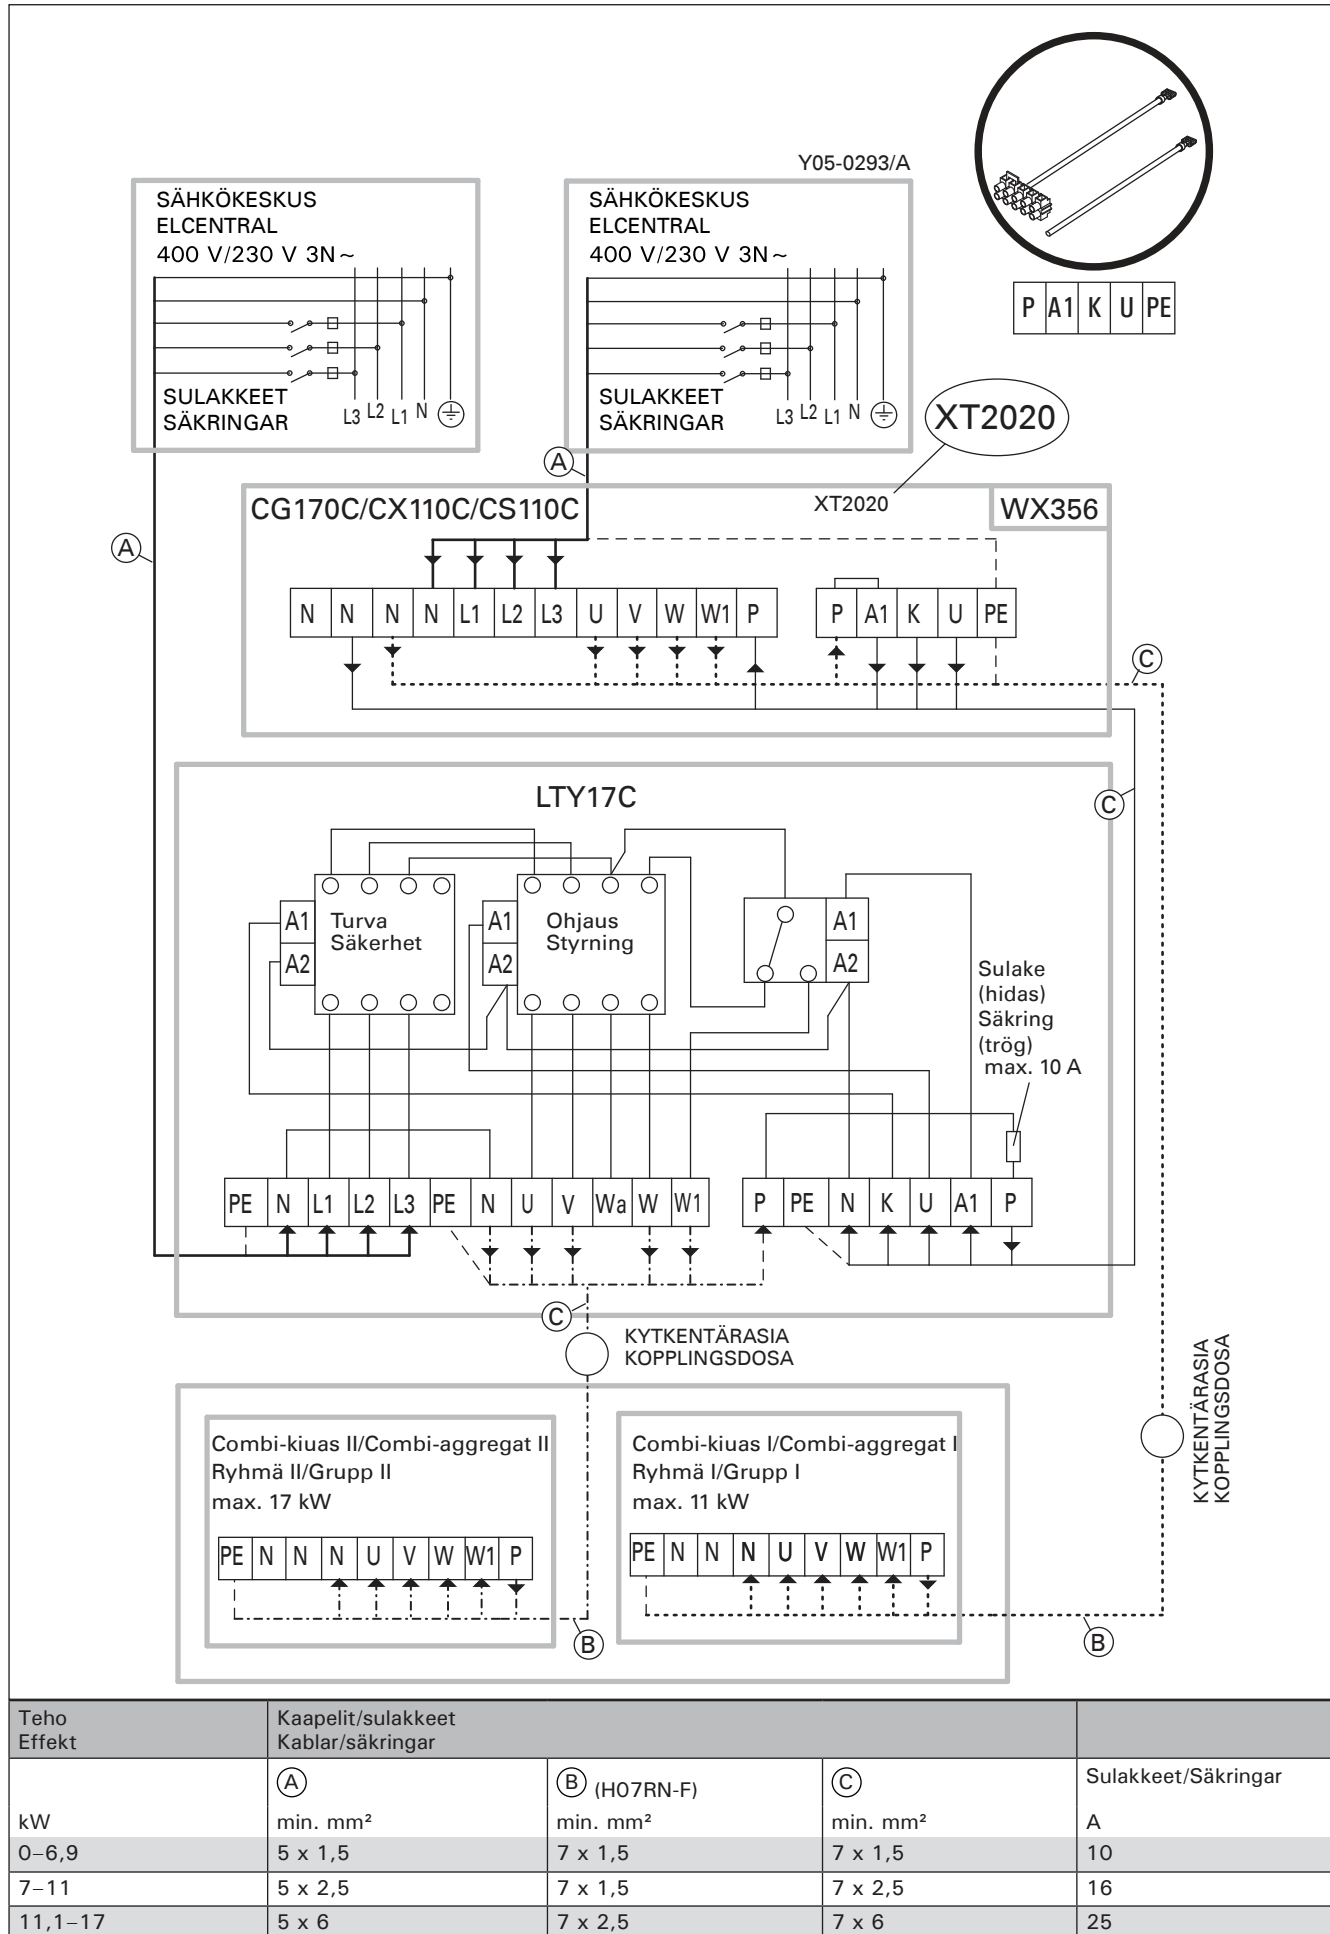 Y05-0293/A
SÄHKÖKESKUS
ELCENTRAL
400 V/230 V 3N~
SULAKKEET
SÄKRINGAR
L3 L2 L1 N
SÄHKÖKESKUS
ELCENTRAL
400 V/230 V 3N~
SULAKKEET
SÄKRINGAR
L3 L2 L1 N
P A1 K U PE
XT2020
A
A
CG170C/CX110C/CS110C
XT2020
WX356
N N N N L1 L2 L3 U V W W1 P
P A1 K U PE
C
LTY17C
C
A1
A2
Turva
Säkerhet
A1
A2
Ohjaus
Styrning
A1
A2
Sulake
(hidas)
Säkring
(trög)
max. 10 A
PE N L1 L2 L3 PE N U V Wa W W1
P PE N K U A1 P
C
KYTKENTÄRASIA
KOPPLINGSDOSA
KYTKENTÄRASIA
KOPPLINGSDOSA
Combi-kiuas II/Combi-aggregat II
Ryhmä II/Grupp II
max. 17 kW
PE N N N U V W W1 P
B
Combi-kiuas I/Combi-aggregat I
Ryhmä I/Grupp I
max. 11 kW
PE N N N U V W W1 P
B
Teho
Effekt
Kaapelit/sulakkeet
Kablar/säkringar
A B (H07RN-F) C Sulakkeet/Säkringar
kW min. mm² min. mm² min. mm² A
0–6,9 5 x 1,5 7 x 1,5 7 x 1,5 10
7–11 5 x 2,5 7 x 1,5 7 x 2,5 16
11,1–17 5 x 6 7 x 2,5 7 x 6 25